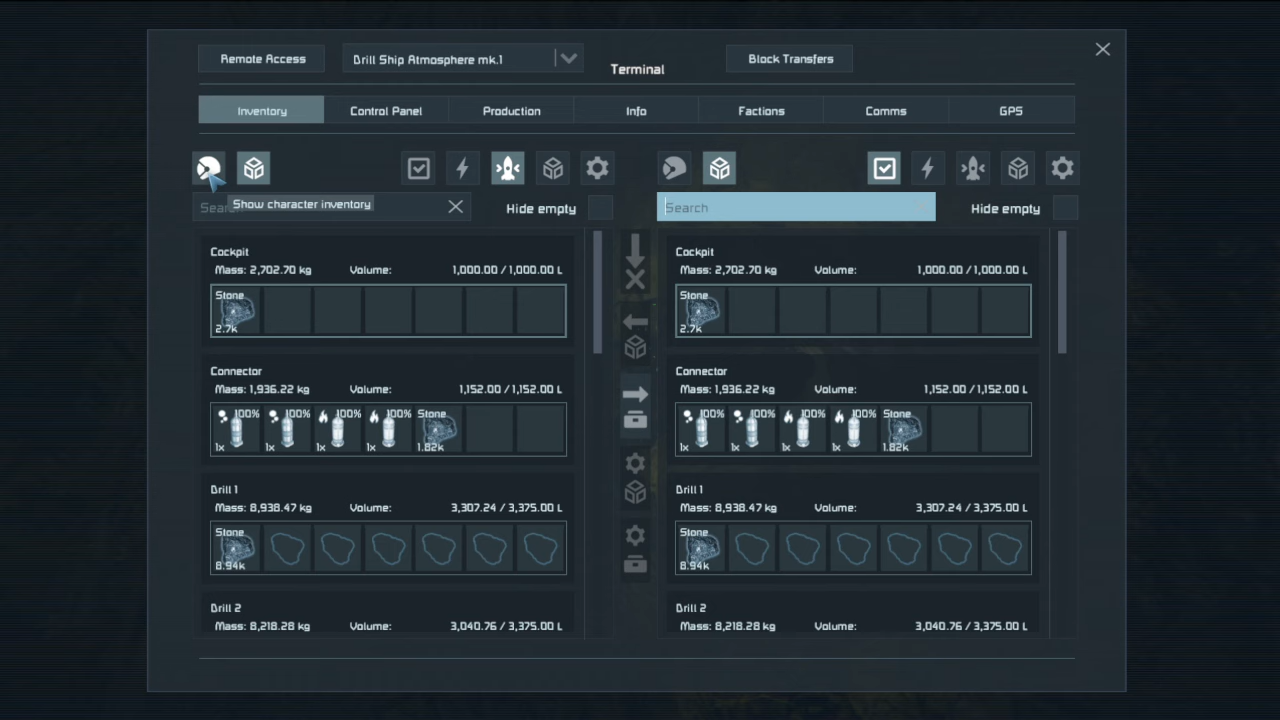 Remote Access
Drill Ship Atmosphere mk.1
Terminal
Block Transfers
Inventory
Control Panel
Production
Info
Factions
Comms
GPS
Show character inventory
Hide empty
Search
Hide empty
Cockpit
Mass: 2,702.70 kg Volume: 1,000.00 / 1,000.00 L
Stone
2.7k
Connector
Mass: 1,936.22 kg Volume: 1,152.00 / 1,152.00 L
100% 100% 100% 100% Stone
1x 1x 1x 1x 1.82k
Drill 1
Mass: 8,938.47 kg Volume: 3,307.24 / 3,375.00 L
Stone
8.94k
Drill 2
Mass: 8,218.28 kg Volume: 3,040.76 / 3,375.00 L
Cockpit
Mass: 2,702.70 kg Volume: 1,000.00 / 1,000.00 L
Stone
2.7k
Connector
Mass: 1,936.22 kg Volume: 1,152.00 / 1,152.00 L
100% 100% 100% 100% Stone
1x 1x 1x 1x 1.82k
Drill 1
Mass: 8,938.47 kg Volume: 3,307.24 / 3,375.00 L
Stone
8.94k
Drill 2
Mass: 8,218.28 kg Volume: 3,040.76 / 3,375.00 L